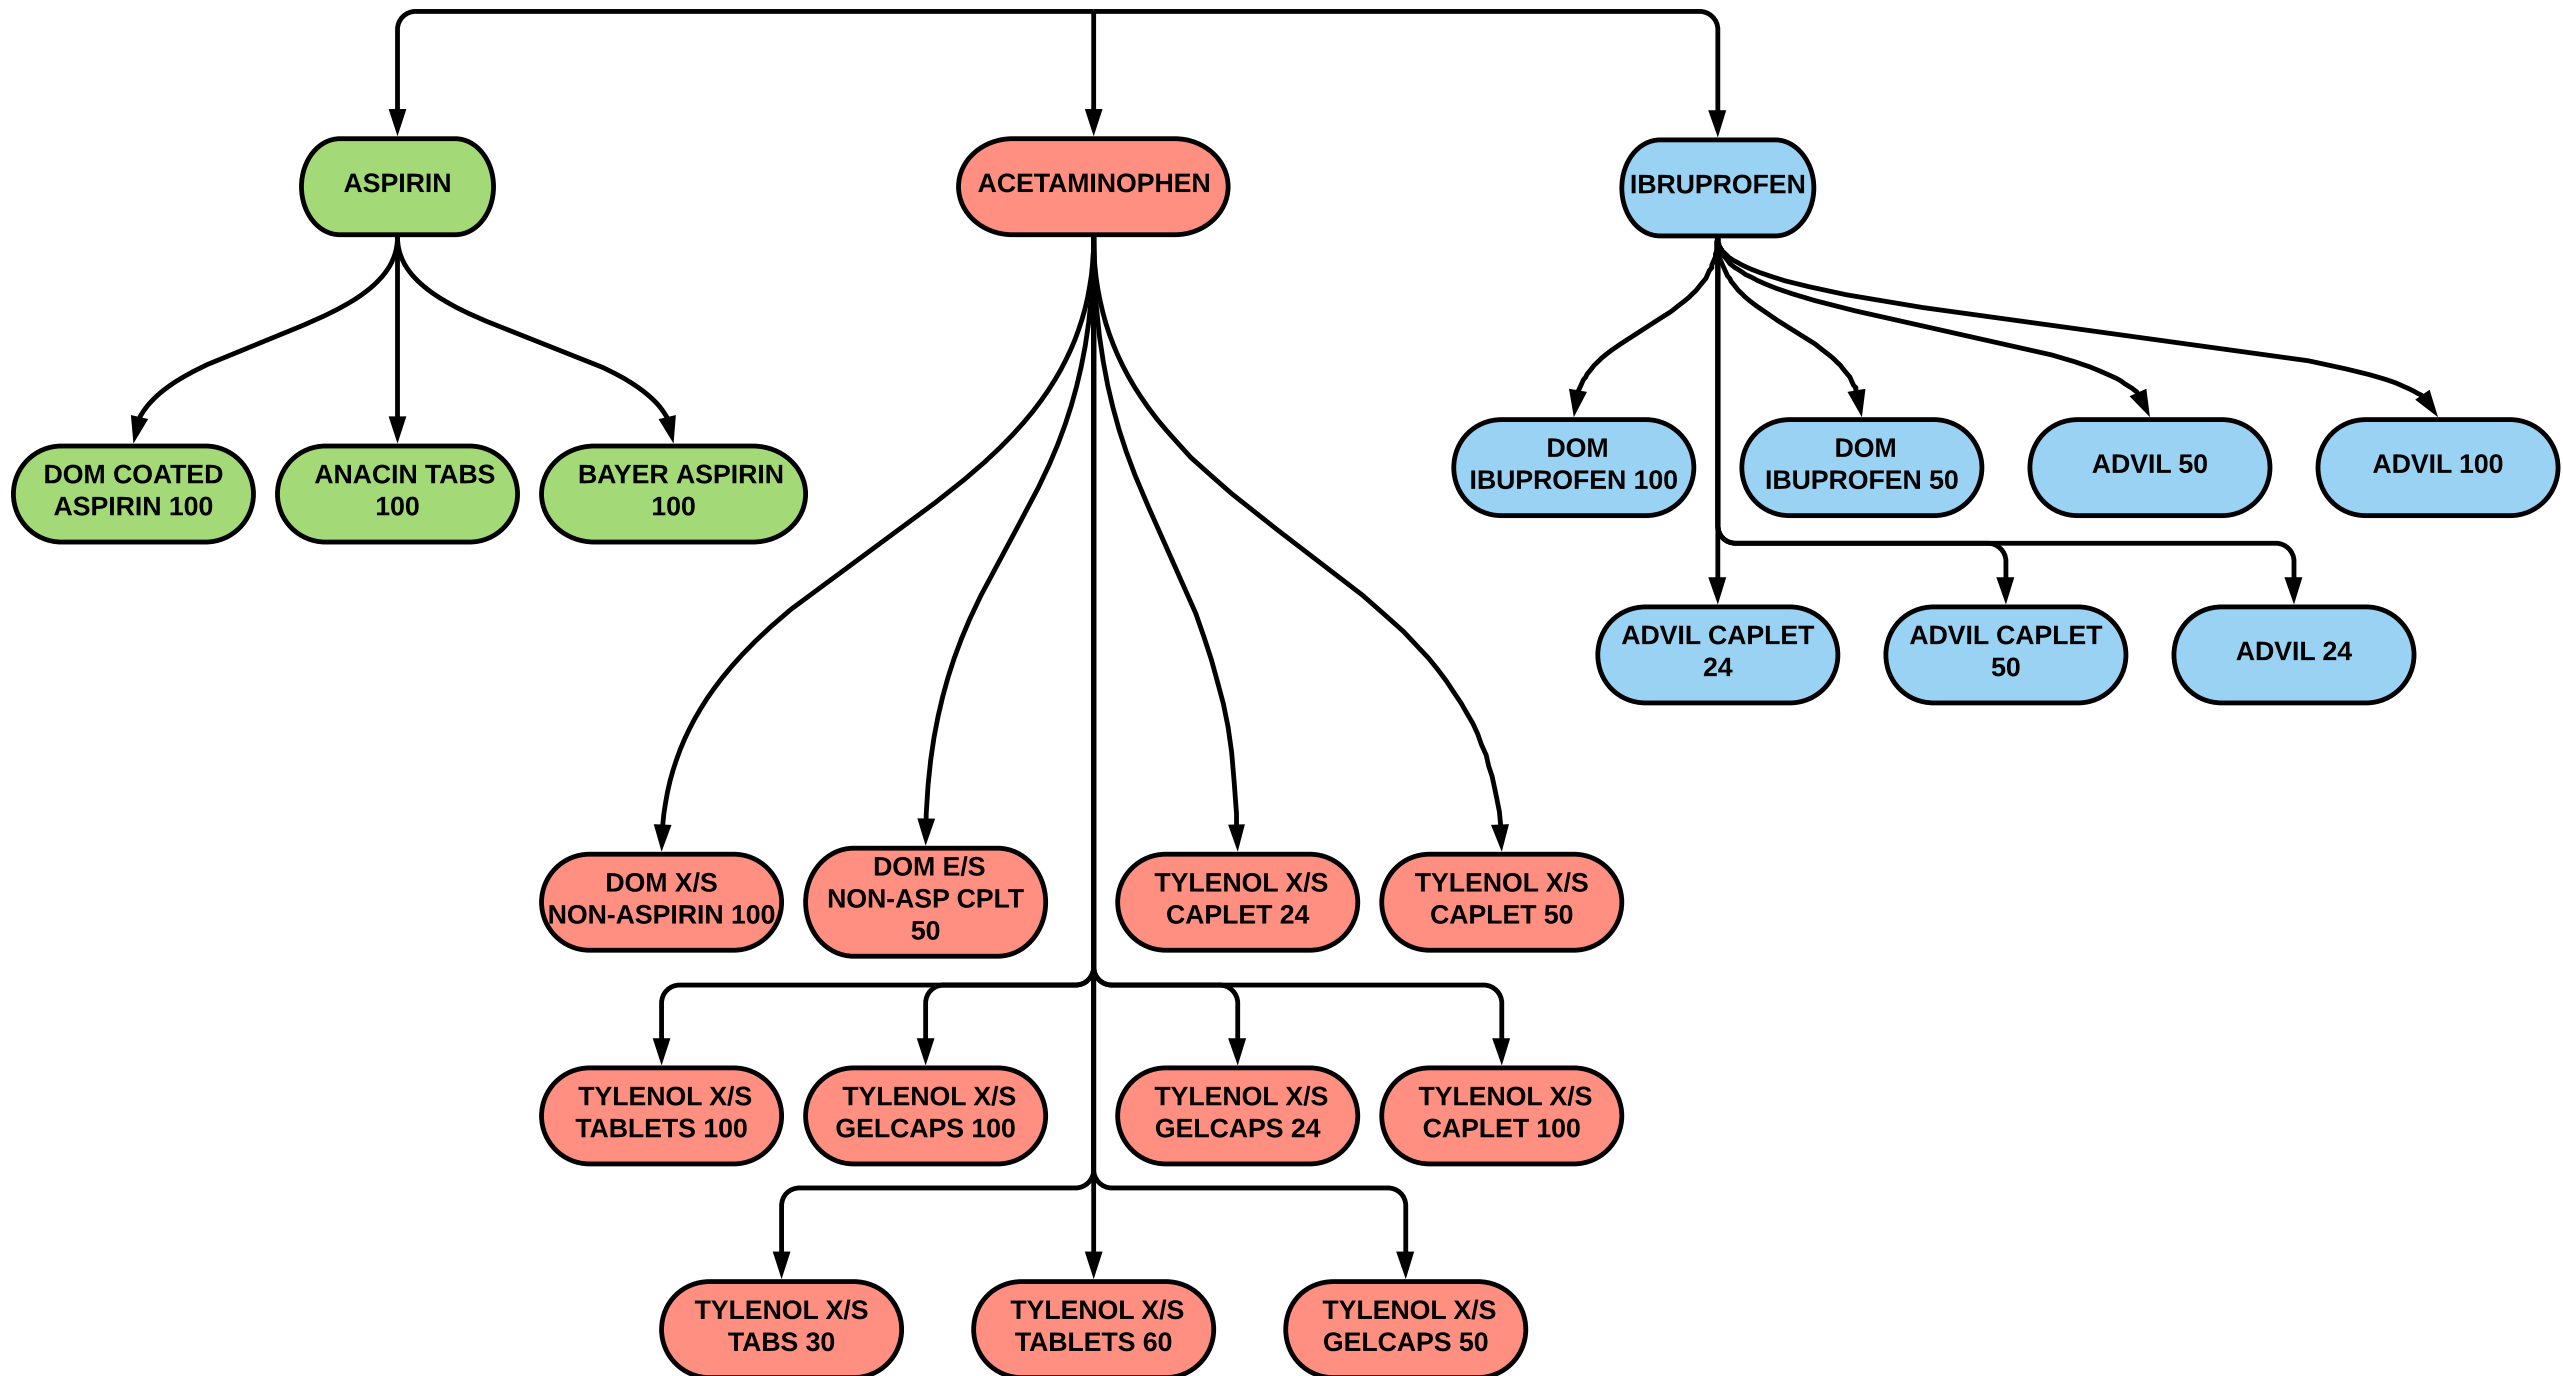 ASPIRIN
ACETAMINOPHEN
IBRUPROFEN
DOM COATED
ASPIRIN 100
ANACIN TABS
100
BAYER ASPIRIN
100
DOM
IBUPROFEN 100
DOM
IBUPROFEN 50
ADVIL 50
ADVIL 100
ADVIL CAPLET
24
ADVIL CAPLET
50
ADVIL 24
DOM X/S
NON-ASPIRIN 100
DOM E/S
NON-ASP CPLT
50
TYLENOL X/S
CAPLET 24
TYLENOL X/S
CAPLET 50
TYLENOL X/S
TABLETS 100
TYLENOL X/S
GELCAPS 100
TYLENOL X/S
GELCAPS 24
TYLENOL X/S
CAPLET 100
TYLENOL X/S
TABS 30
TYLENOL X/S
TABLETS 60
TYLENOL X/S
GELCAPS 50